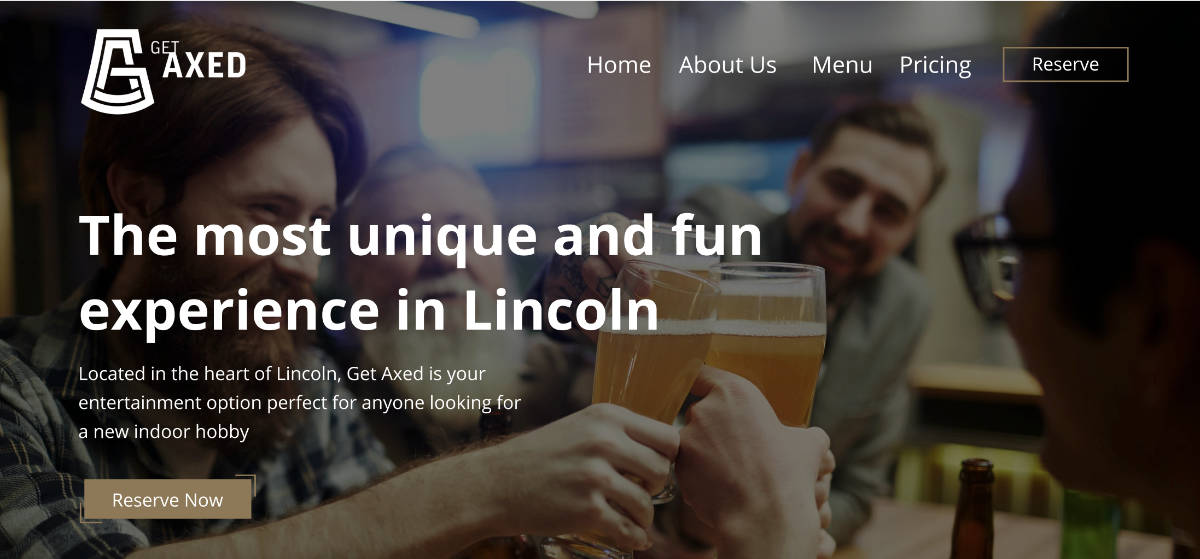 GET
AXED
Home About Us Menu Pricing Reserve
The most unique and fun
experience in Lincoln
Located in the heart of Lincoln, Get Axed is your
entertainment option perfect for anyone looking for
a new indoor hobby
Reserve Now